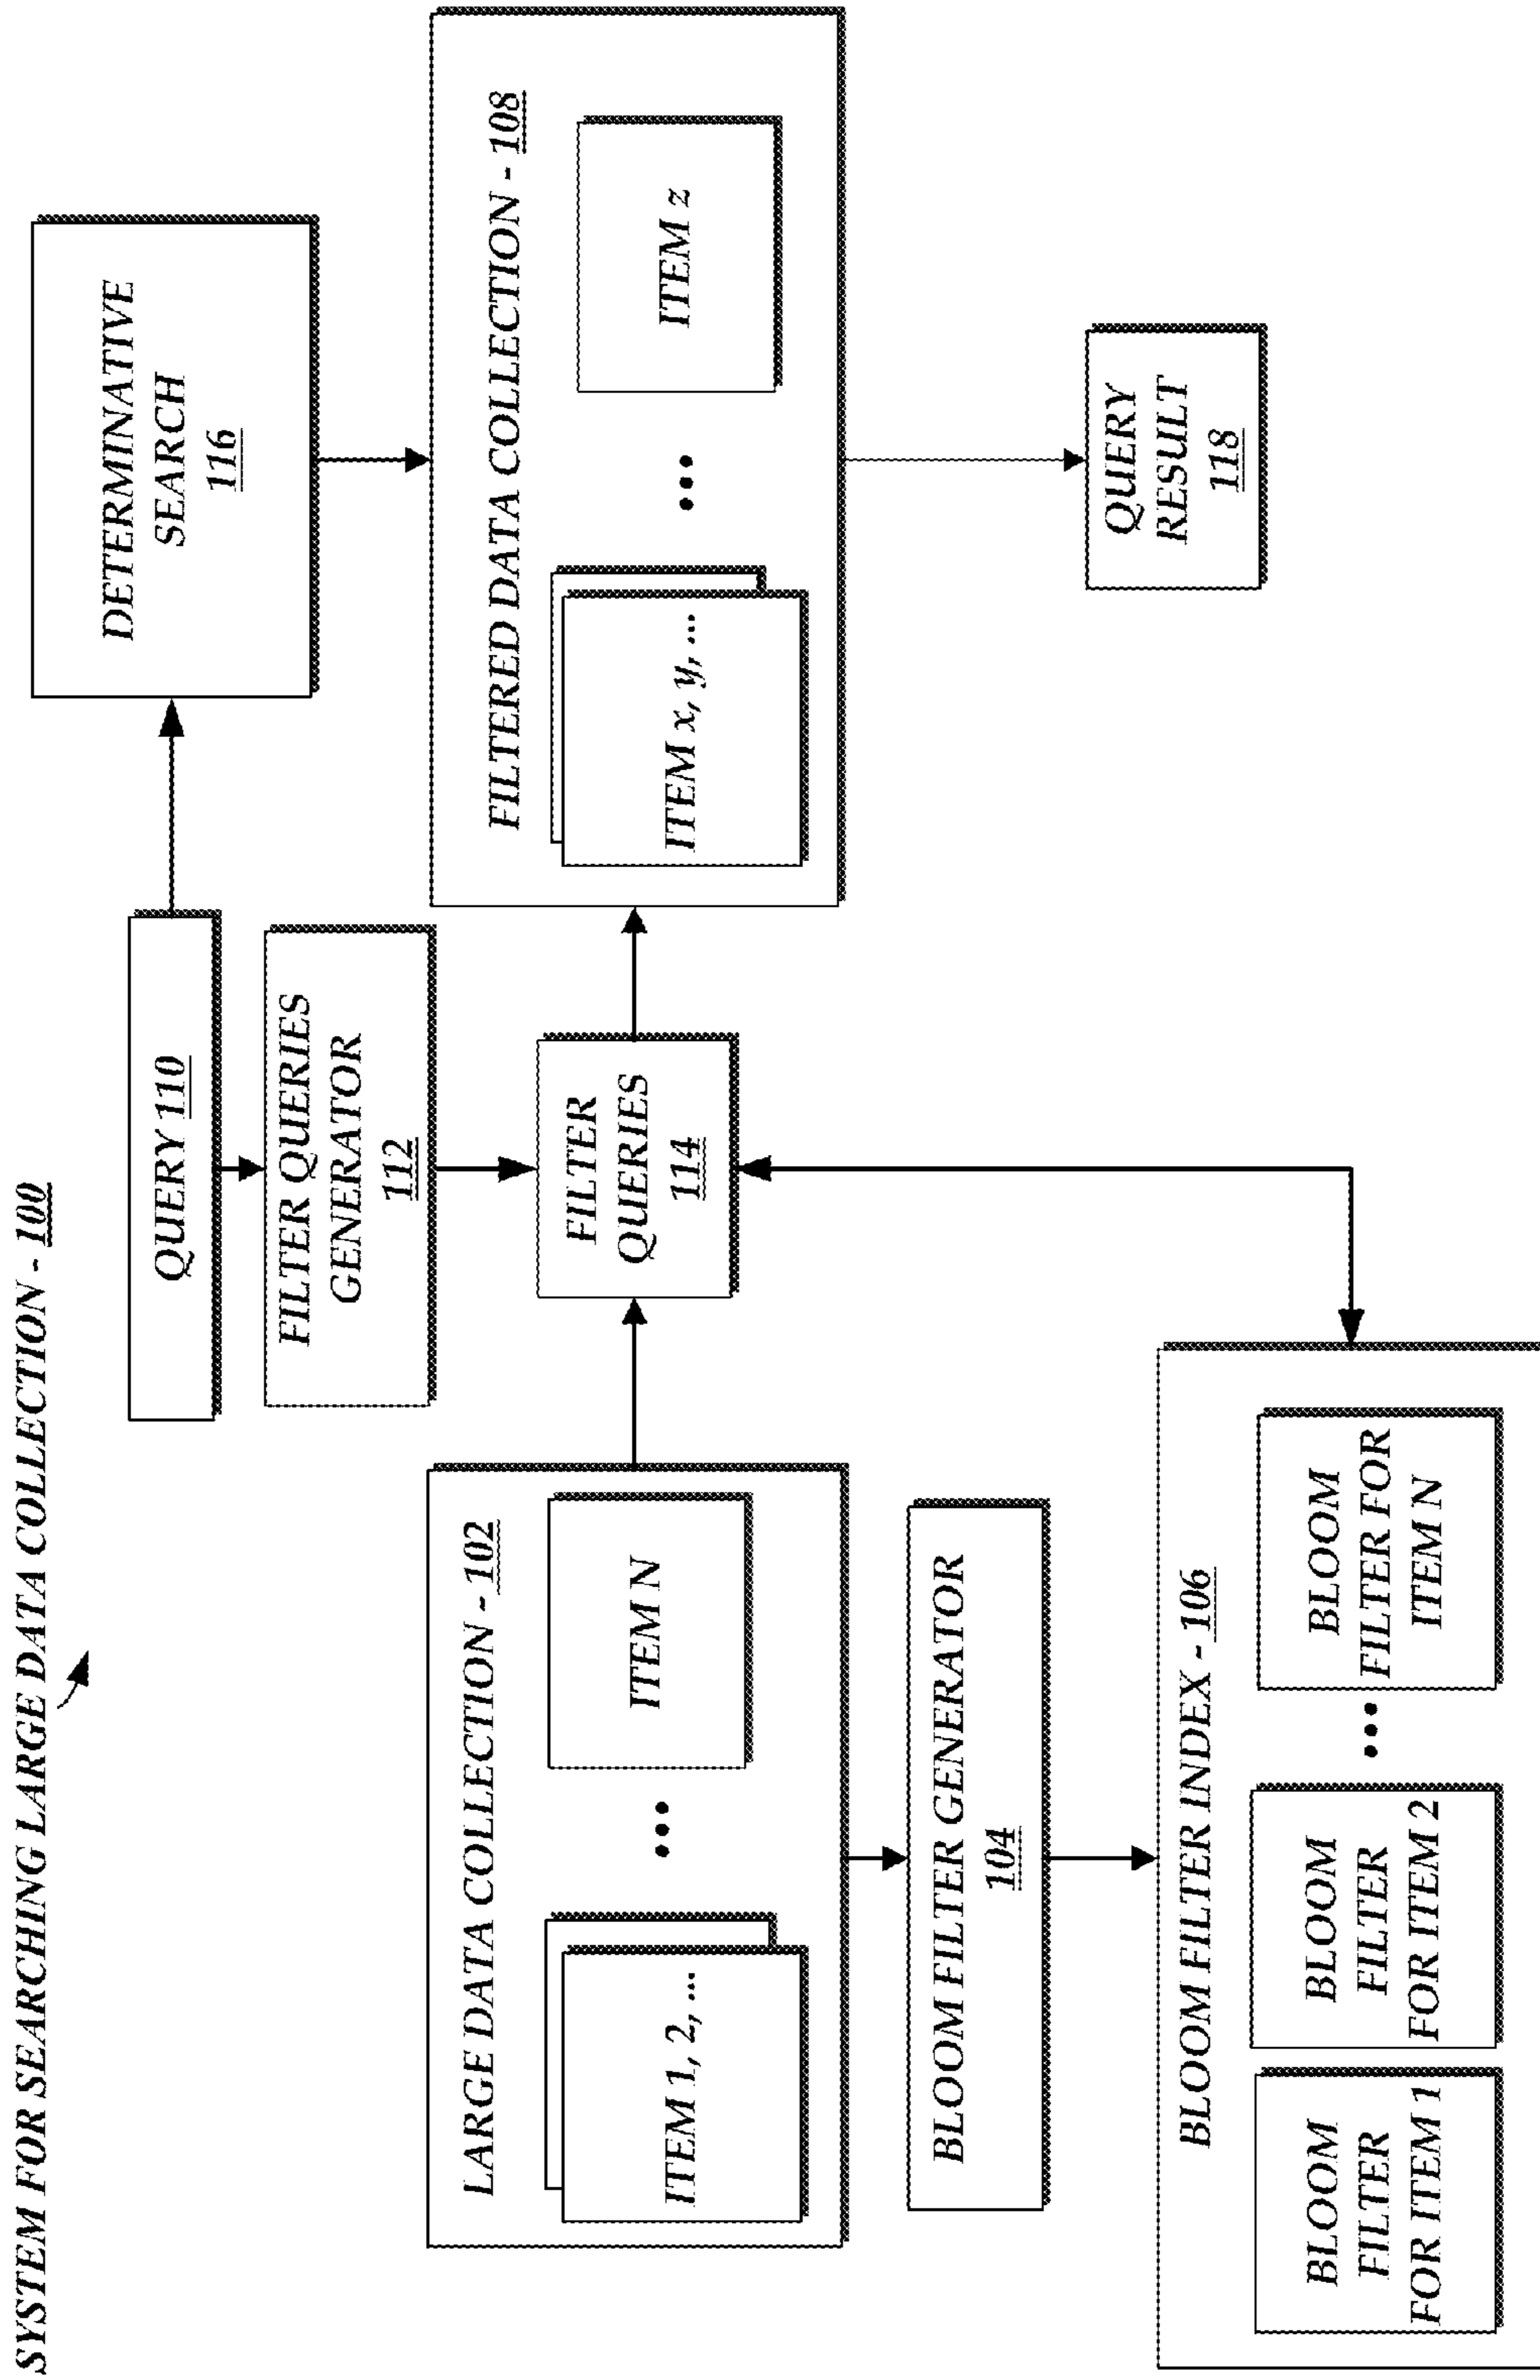 SYSTEM FOR SEARCHING LARGE DATA COLLECTION - 100
QUERY 110
FILTER QUERIES
GENERATOR
112
DETERMINATIVE
SEARCH
116
LARGE DATA COLLECTION - 102
ITEM 1, 2, ...
...
ITEM N
FILTER
QUERIES
114
FILTERED DATA COLLECTION - 108
ITEM x, y, ...
...
ITEM z
BLOOM FILTER GENERATOR
104
QUERY
RESULT
118
BLOOM FILTER INDEX - 106
BLOOM
FILTER
FOR ITEM 1
BLOOM
FILTER
FOR ITEM 2
...
BLOOM
FILTER FOR
ITEM N